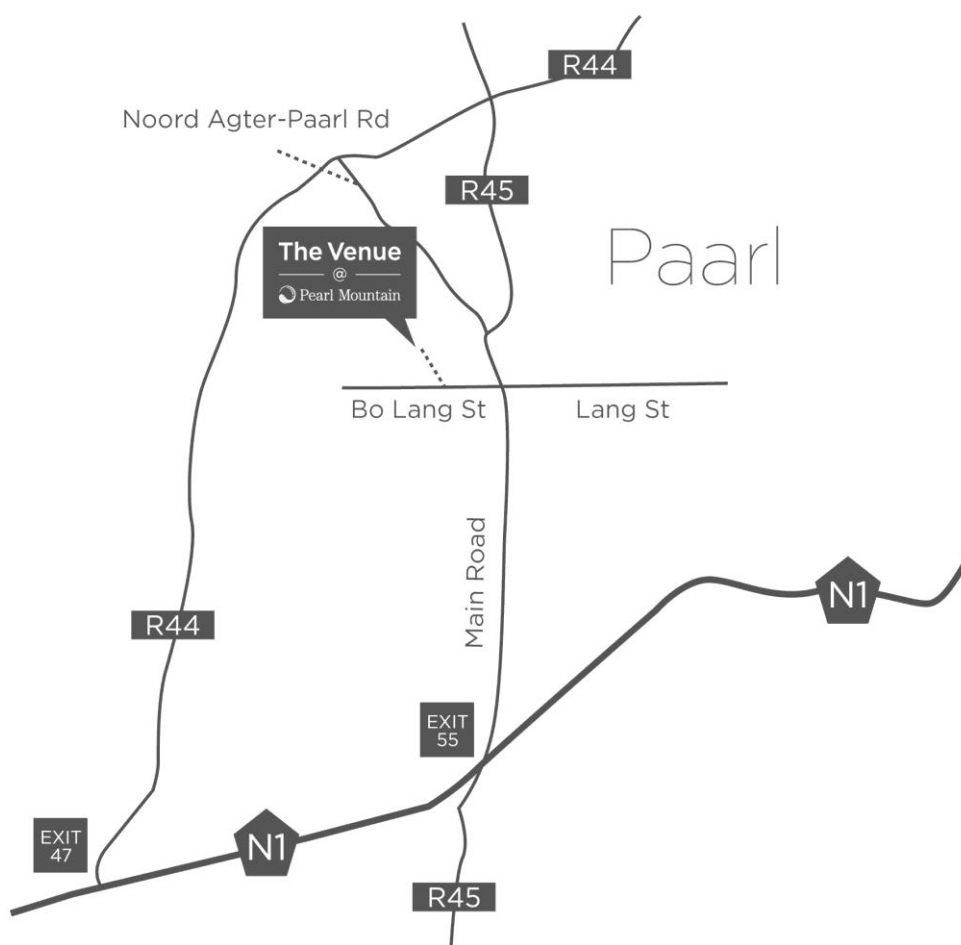 R44
Noord Agter-Paarl Rd
R45
Paarl
The Venue
@
Pearl Mountain
Bo Lang St
Lang St
Main Road
N1
R44
EXIT
55
EXIT
47
N1
R45